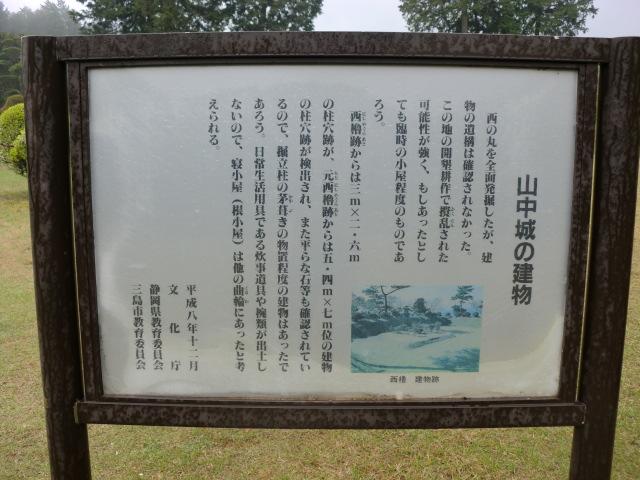 山中城の建物
西の丸を全面発掘したが、建
物の遺構は確認されなかった。
この地の開墾耕作で攪乱された
可能性が強く、もしあったとし
ても臨時の小屋程度のものであ
ろう。
西櫓跡からは三m×二・六m
の柱穴跡が、元西櫓跡からは五・四m×七m位の建物
の柱穴跡が検出され、また平らな石等も確認されてい
るので、掘立柱の茅葺きの物置程度の建物はあったで
あろう。日常生活用具である炊事道具や椀類が出土し
ないので、寝小屋（根小屋）は他の曲輪にあったと考
えられる。
平成八年十二月
文化庁
静岡県教育委員会
三島市教育委員会
西櫓 建物跡